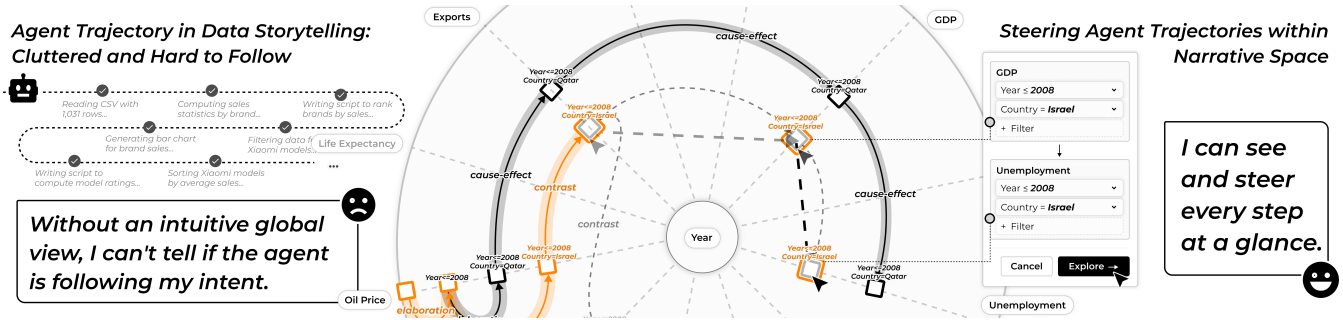 Agent Trajectory in Data Storytelling:
Cluttered and Hard to Follow
Reading CSV with
1,031 rows...
Computing sales
statistics by brand...
Writing script to rank
brands by sales...
Generating bar chart
for brand sales...
Filtering data f
Xiaomi models...
Writing script to
compute model ratings...
Sorting Xiaomi models
by average sales...
...
Without an intuitive global
view, I can't tell if the agent
is following my intent.
Exports
GDP
Life Expectancy
Oil Price
Unemployment
Year
cause-effect
Year<=2008
Country=Qatar
Year<=2008
Country=Qatar
Year<=2008
Country=Israel
Year<=2008
Country=Israel
cause-effect
contrast
contrast
cause-effect
Year<=2008
Country=Qatar
Year<=2008
Country=Israel
Year<=2008
Year<=2008
Country=Israel
Year<=2008
Country=Qatar
elaboration
Steering Agent Trajectories within
Narrative Space
GDP
Year ≤ 2008
Country = Israel
+ Filter
Unemployment
Year ≤ 2008
Country = Israel
+ Filter
Cancel
Explore →
I can see
and steer
every step
at a glance.